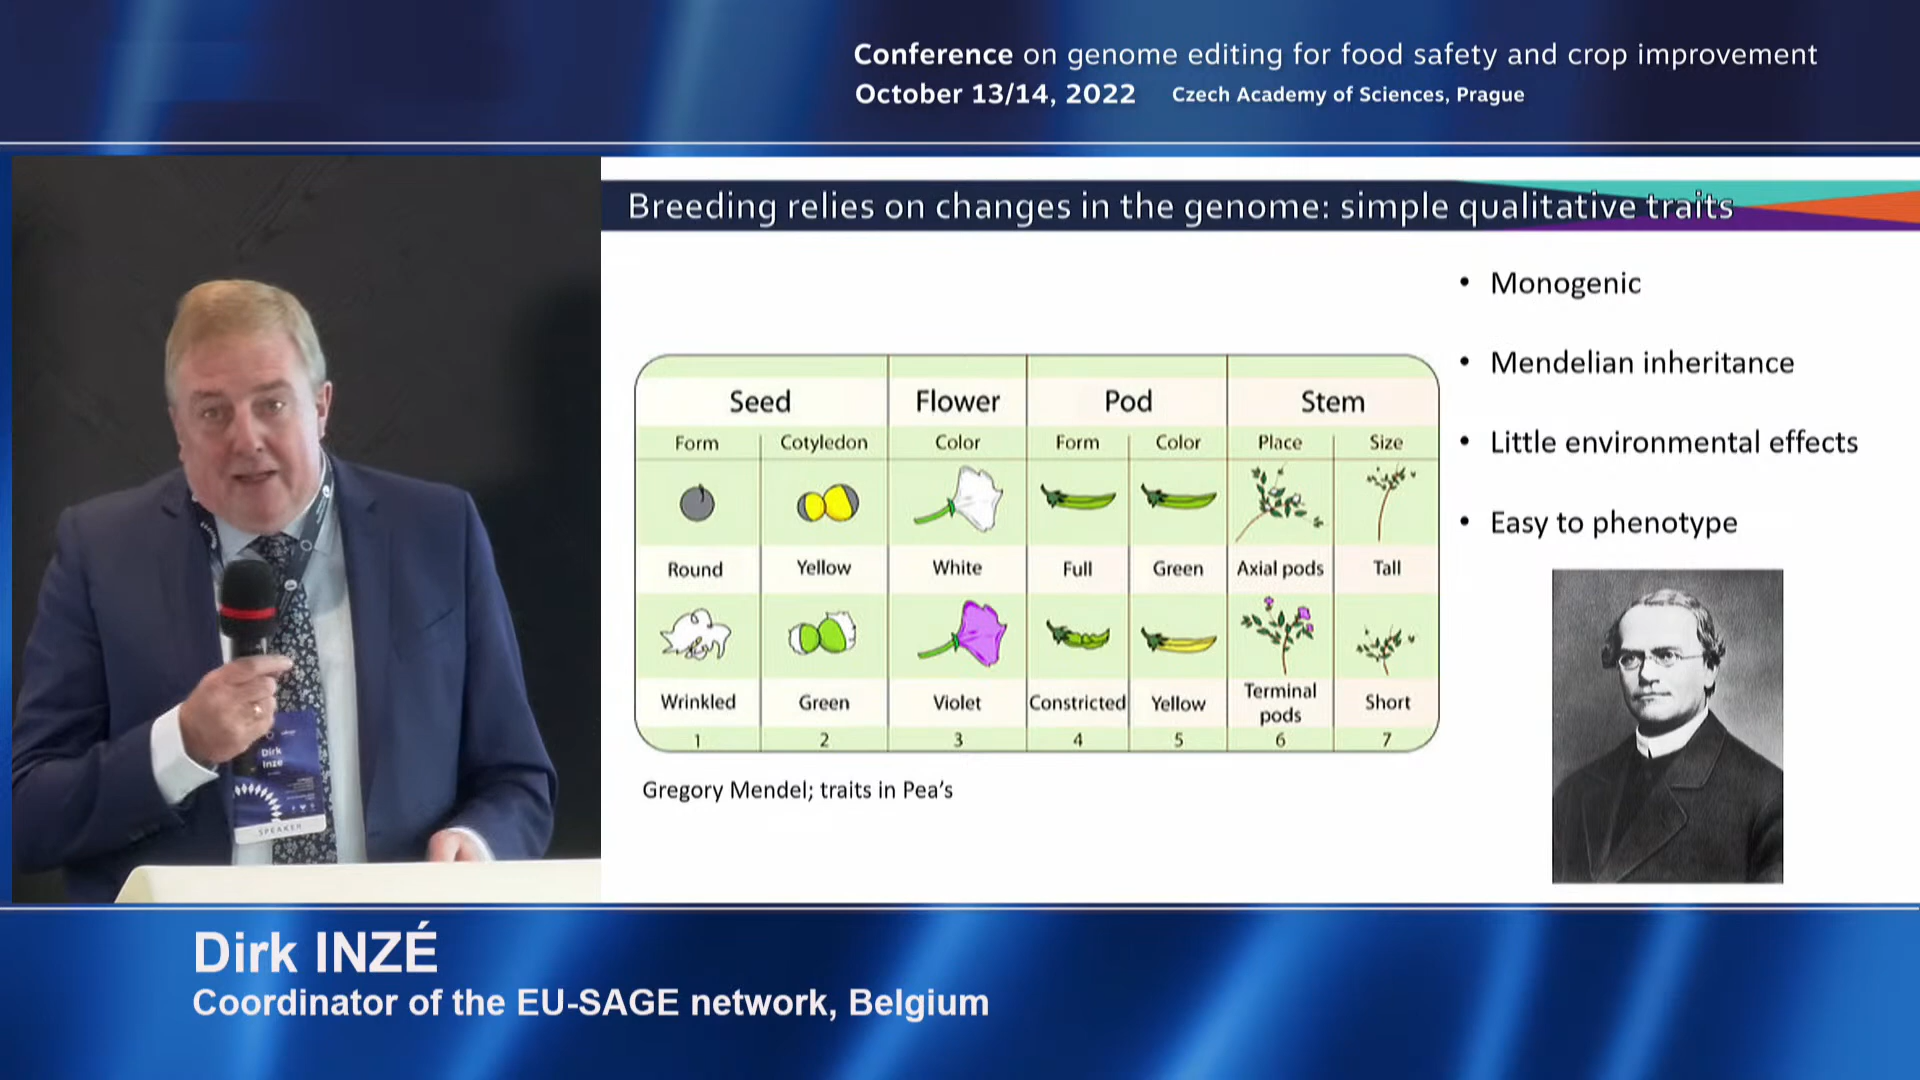 Conference on genome editing for food safety and crop improvement
October 13/14, 2022 Czech Academy of Sciences, Prague
Breeding relies on changes in the genome: simple qualitative traits
• Monogenic
• Mendelian inheritance
• Little environmental effects
• Easy to phenotype
Seed Flower Pod Stem
Form Cotyledon Color Form Color Place Size
Round Yellow White Full Green Axial pods Tall
Wrinkled Green Violet Constricted Yellow Terminal pods Short
1 2 3 4 5 6 7
Gregory Mendel; traits in Pea's
Dirk
Inze
SPEAKER
Dirk INZÉ
Coordinator of the EU-SAGE network, Belgium